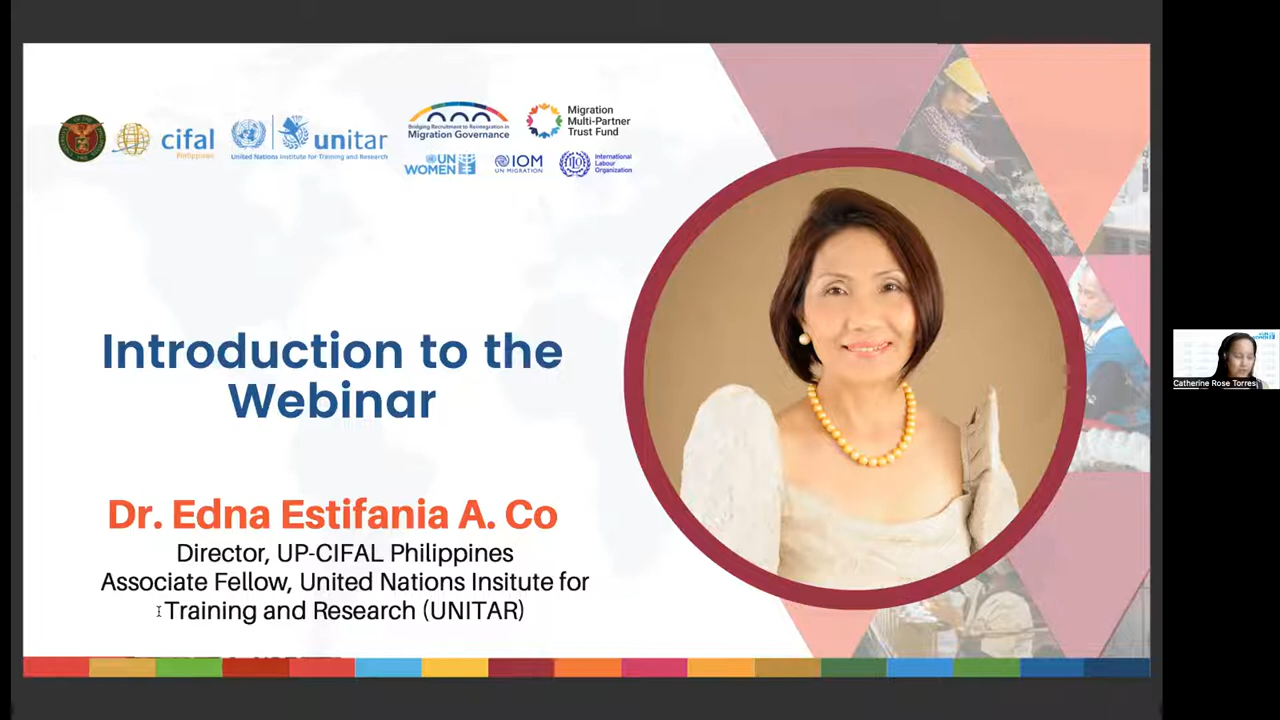 cifal
Philippines
unitar
United Nations Institute for Training and Research
Bridging Recruitment to Reintegration in
Migration Governance
Migration
Multi-Partner
Trust Fund
UN
WOMEN
IOM
UN MIGRATION
International
Labour
Organization
Introduction to the
Webinar
Dr. Edna Estifania A. Co
Director, UP-CIFAL Philippines
Associate Fellow, United Nations Insitute for
Training and Research (UNITAR)
Catherine Rose Torres